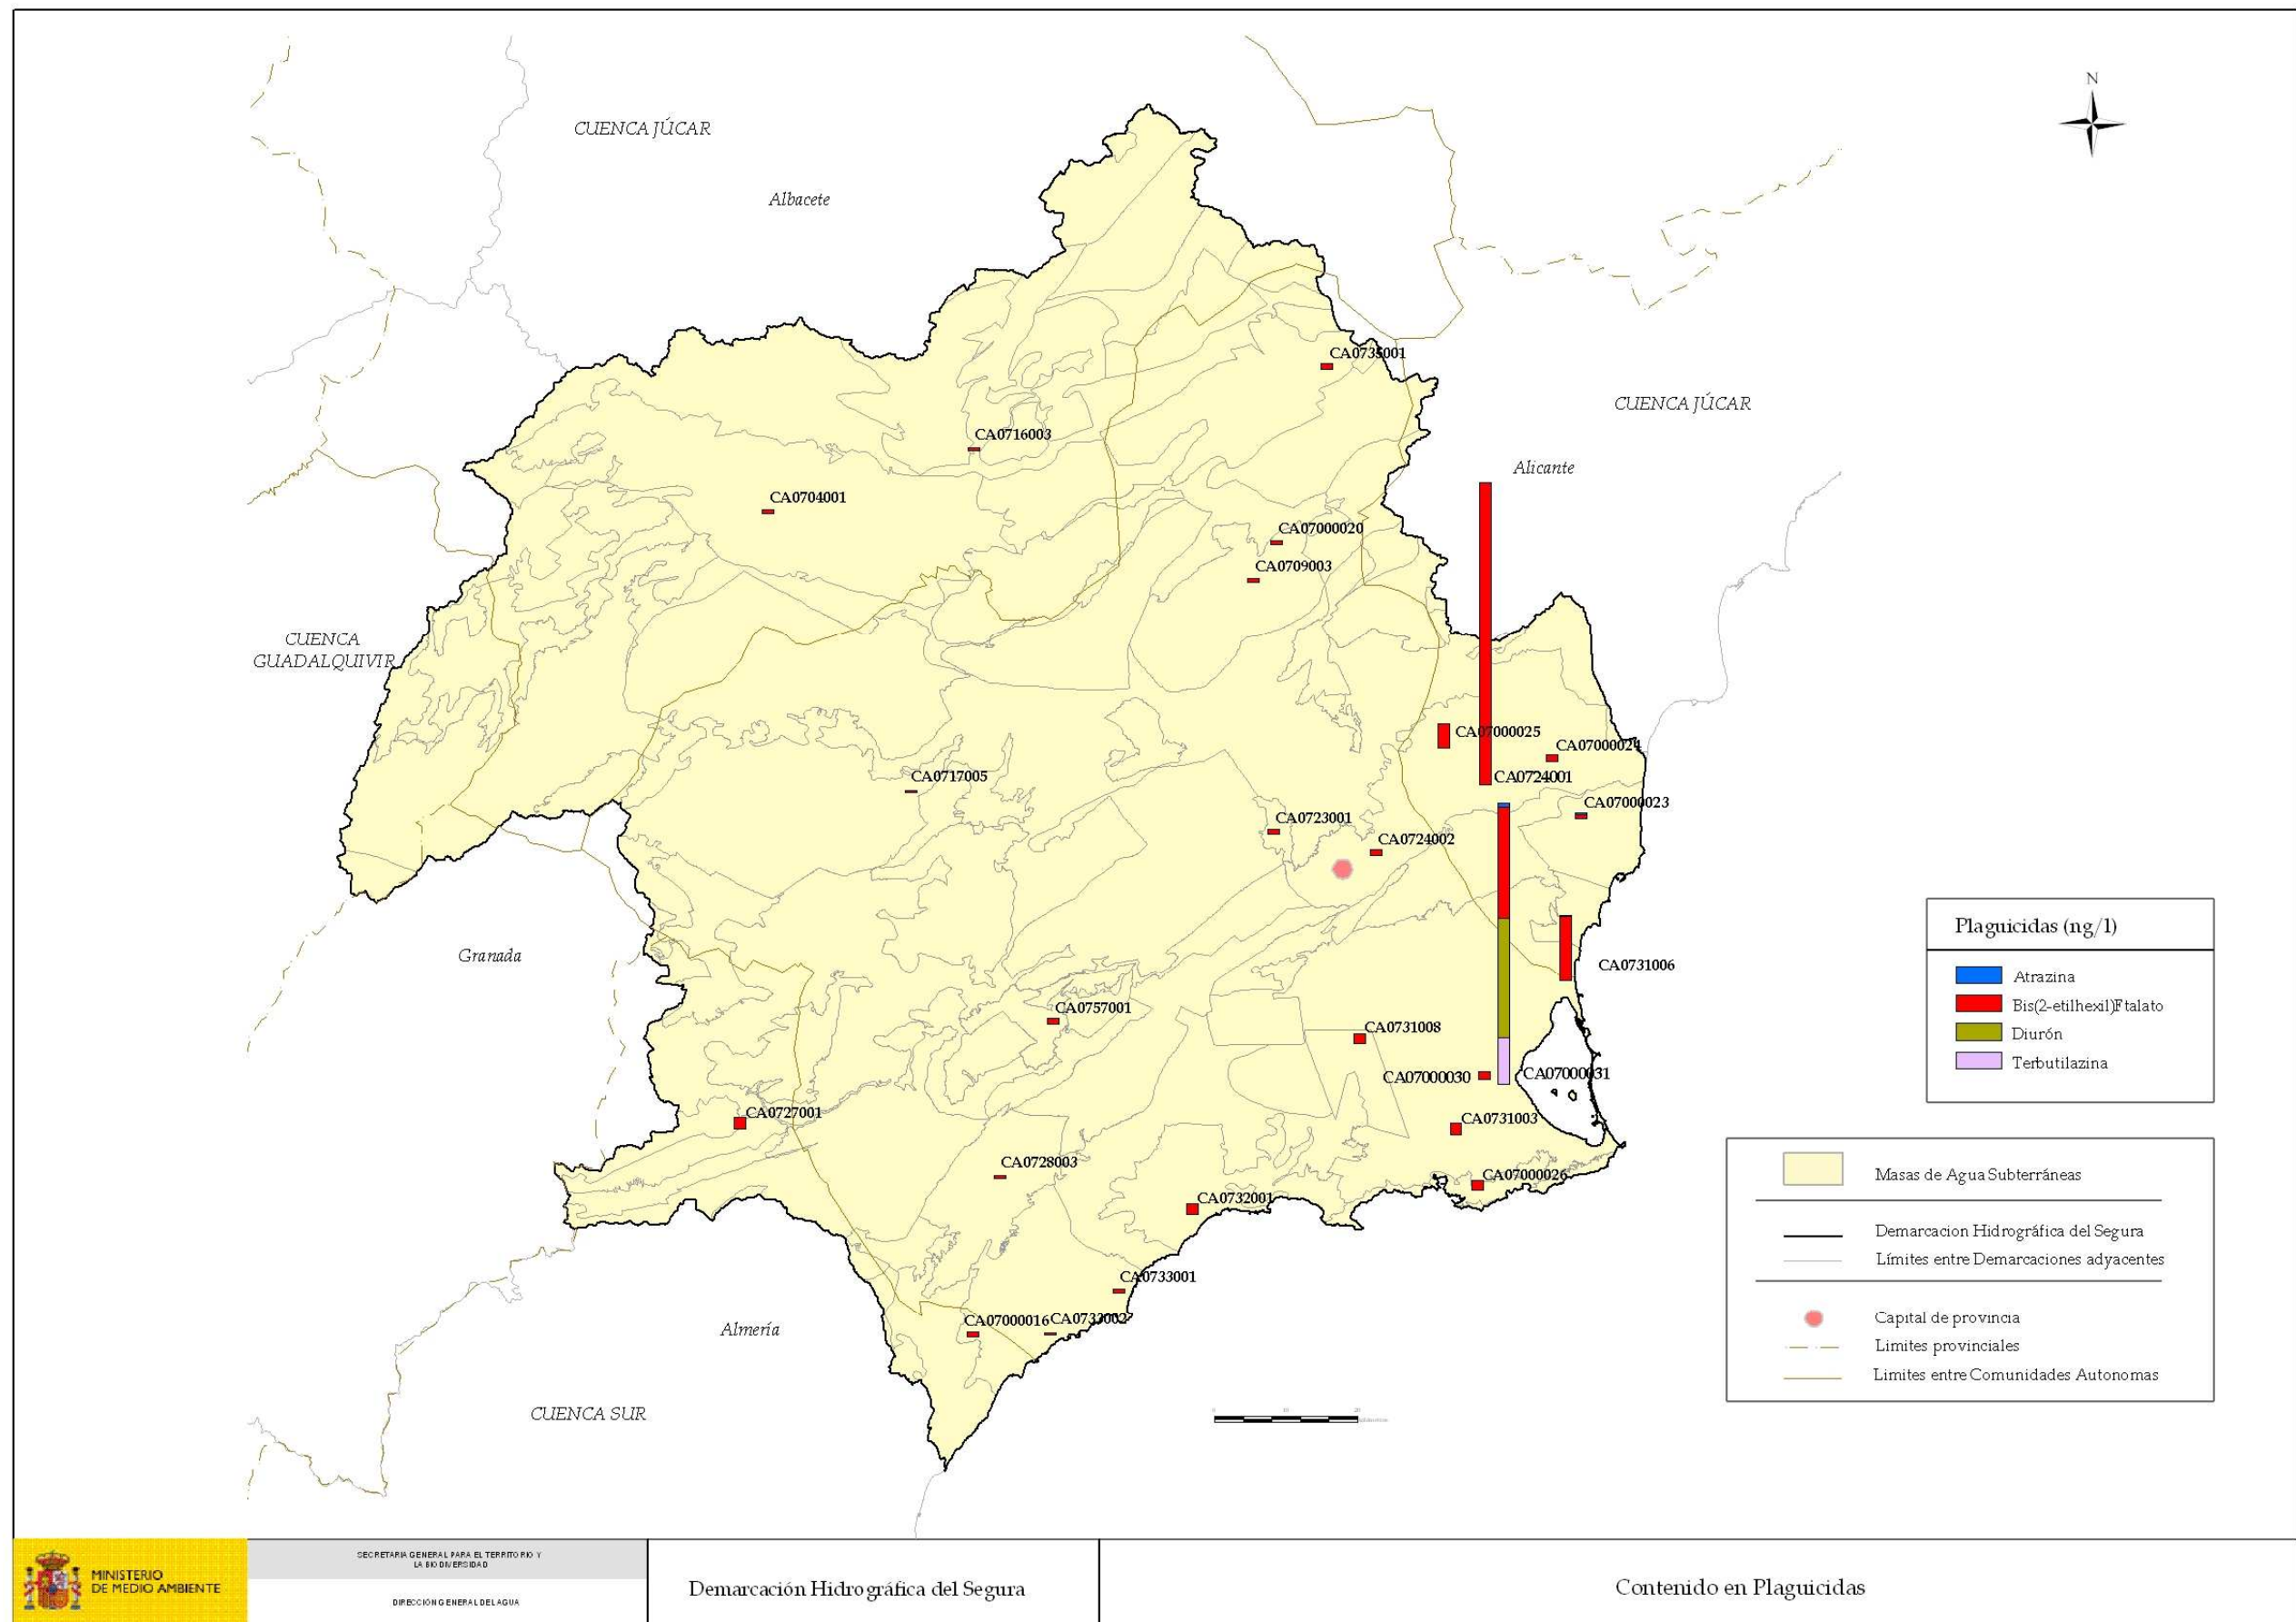 N
CUENCA JÚCAR
Albacete
CA0735001
CUENCA JÚCAR
CA0716003
Alicante
CA0704001
CA07000020
CA0709003
CUENCA
GUADALQUIVIR
CA07000025
CA07000024
CA0717005
CA0724001
CA07000023
CA0723001
CA0724002
Granada
CA0731006
CA0757001
CA0731008
CA07000030
CA07000031
CA0727001
CA0731003
CA0728003
CA07000026
CA0732001
CA0733001
CA07000016
CA0733002
Almería
CUENCA SUR
0 10 20
Plaguicidas (ng/l)
Atrazina
Bis(2-etilhexil)Ftalato
Diurón
Terbutilazina
Masas de Agua Subterráneas
Demarcacion Hidrográfica del Segura
Límites entre Demarcaciones adyacentes
Capital de provincia
Limites provinciales
Limites entre Comunidades Autonomas
MINISTERIO
DE MEDIO AMBIENTE
SECRETARIA GENERAL PARA EL TERRITORIO Y
LA BIODIVERSIDAD
DIRECCIÓN GENERAL DEL AGUA
Demarcación Hidrográfica del Segura
Contenido en Plaguicidas